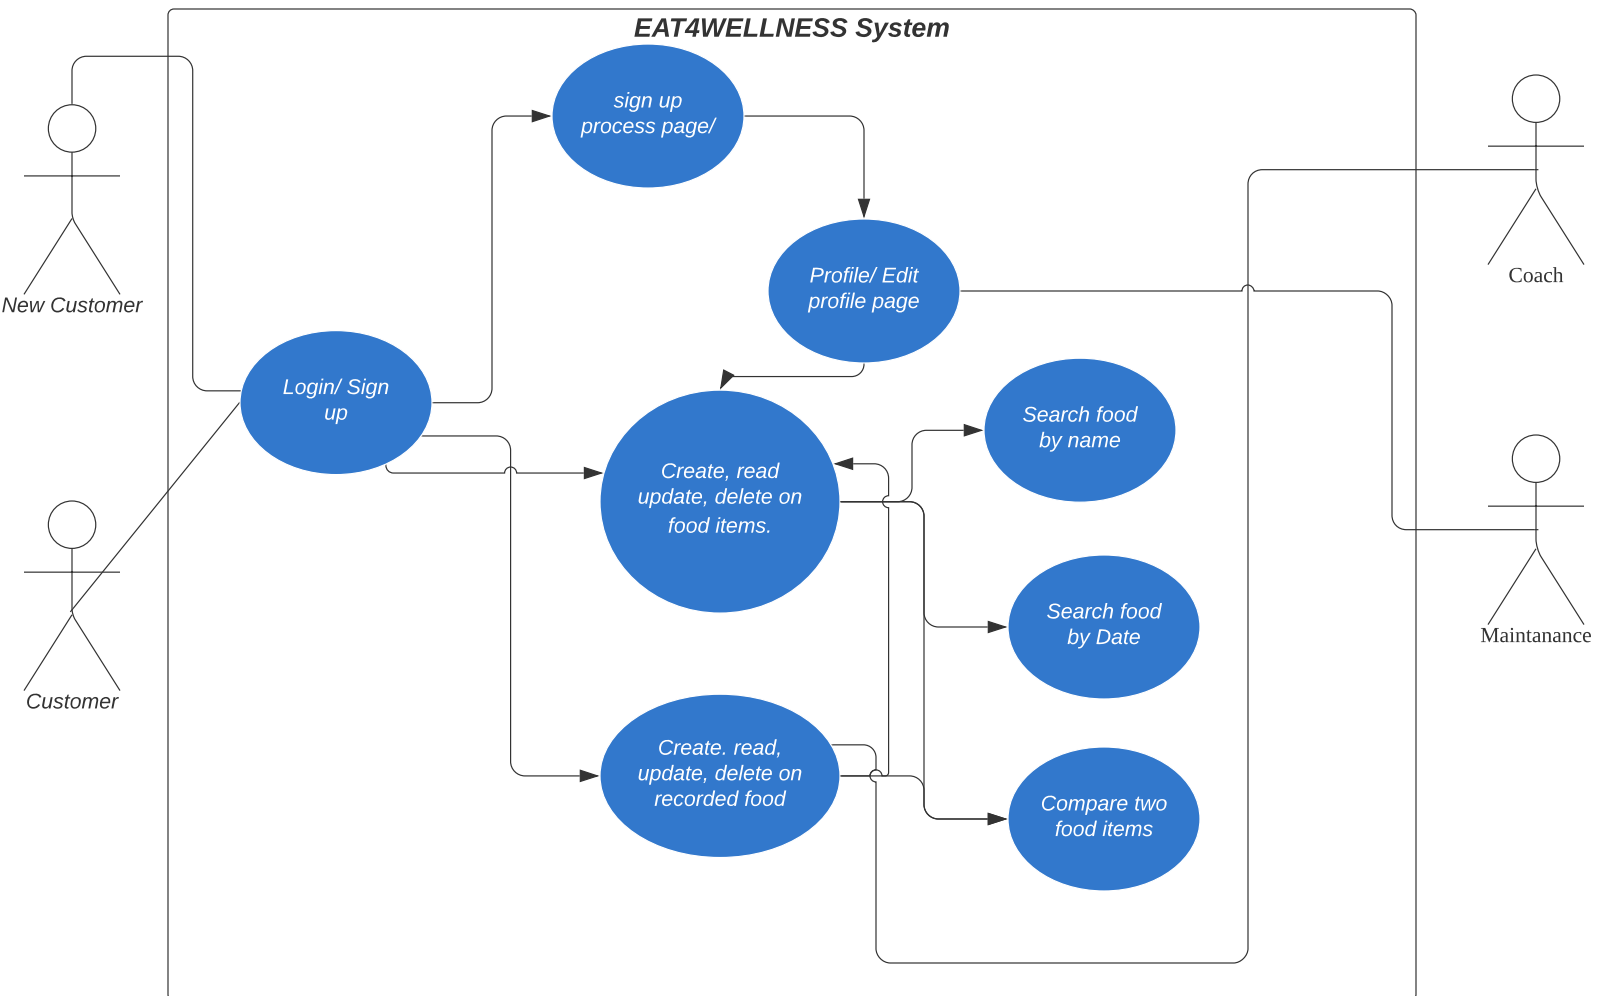 EAT4WELLNESS System
sign up
process page/
New Customer
Profile/ Edit
profile page
Coach
Login/ Sign
up
Search food
by name
Create, read
update, delete on
food items.
Search food
by Date
Maintanance
Customer
Create. read,
update, delete on
recorded food
Compare two
food items